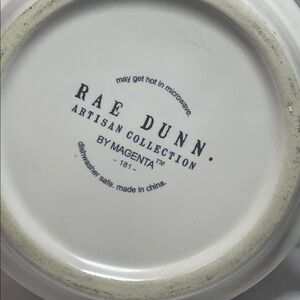 may get hot in microwave.
RAE DUNN.
ARTISAN COLLECTION
BY MAGENTA™
- 181 -
dishwasher safe. made in china.